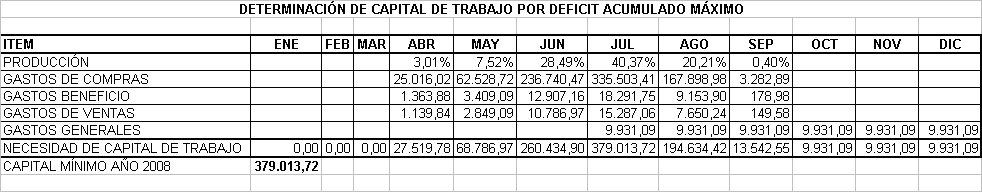 DETERMINACIÓN DE CAPITAL DE TRABAJO POR DEFICIT ACUMULADO MÁXIMO
ITEM ENE FEB MAR ABR MAY JUN JUL AGO SEP OCT NOV DIC
PRODUCCIÓN 3,01% 7,52% 28,49% 40,37% 20,21% 0,40%
GASTOS DE COMPRAS 25.016,02 62.528,72 236.740,47 335.503,41 167.898,98 3.282,89
GASTOS BENEFICIO 1.363,88 3.409,09 12.907,16 18.291,75 9.153,90 178,98
GASTOS DE VENTAS 1.139,84 2.849,09 10.786,97 15.287,06 7.650,24 149,58
GASTOS GENERALES 9.931,09 9.931,09 9.931,09 9.931,09 9.931,09 9.931,09
NECESIDAD DE CAPITAL DE TRABAJO 0,00 0,00 0,00 27.519,78 68.786,97 260.434,90 379.013,72 194.634,42 13.542,55 9.931,09 9.931,09 9.931,09
CAPITAL MÍNIMO AÑO 2008 379.013,72